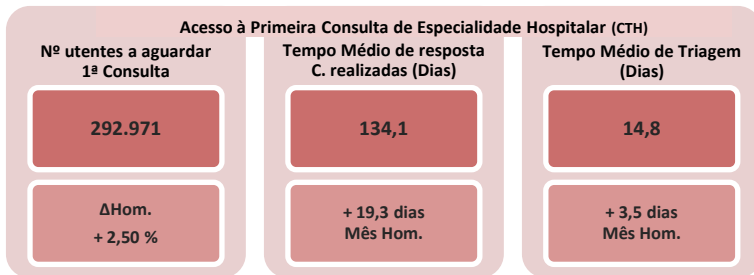 Acesso à Primeira Consulta de Especialidade Hospitalar (CTH)
Nº utentes a aguardar
1ª Consulta
292.971
ΔHom.
+ 2,50 %
Tempo Médio de resposta
C. realizadas (Dias)
134,1
+ 19,3 dias
Mês Hom.
Tempo Médio de Triagem
(Dias)
14,8
+ 3,5 dias
Mês Hom.